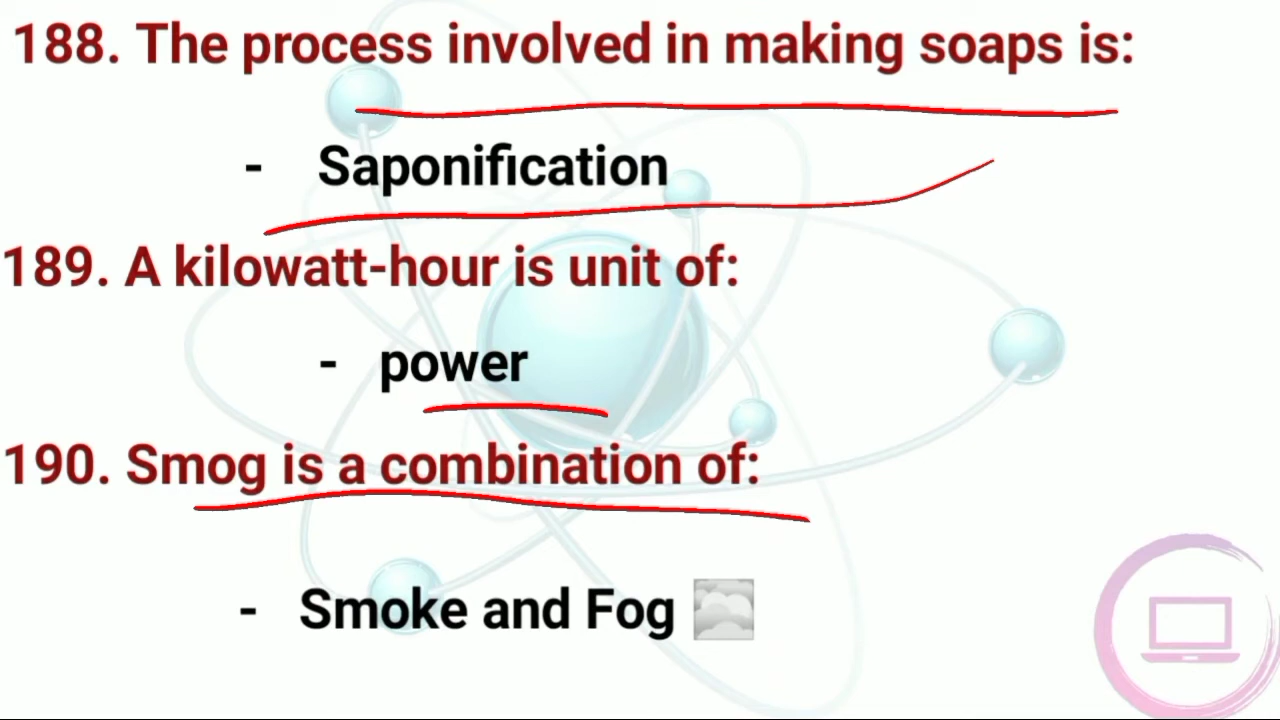 188. The process involved in making soaps is:
- Saponification
189. A kilowatt-hour is unit of:
- power
190. Smog is a combination of:
- Smoke and Fog